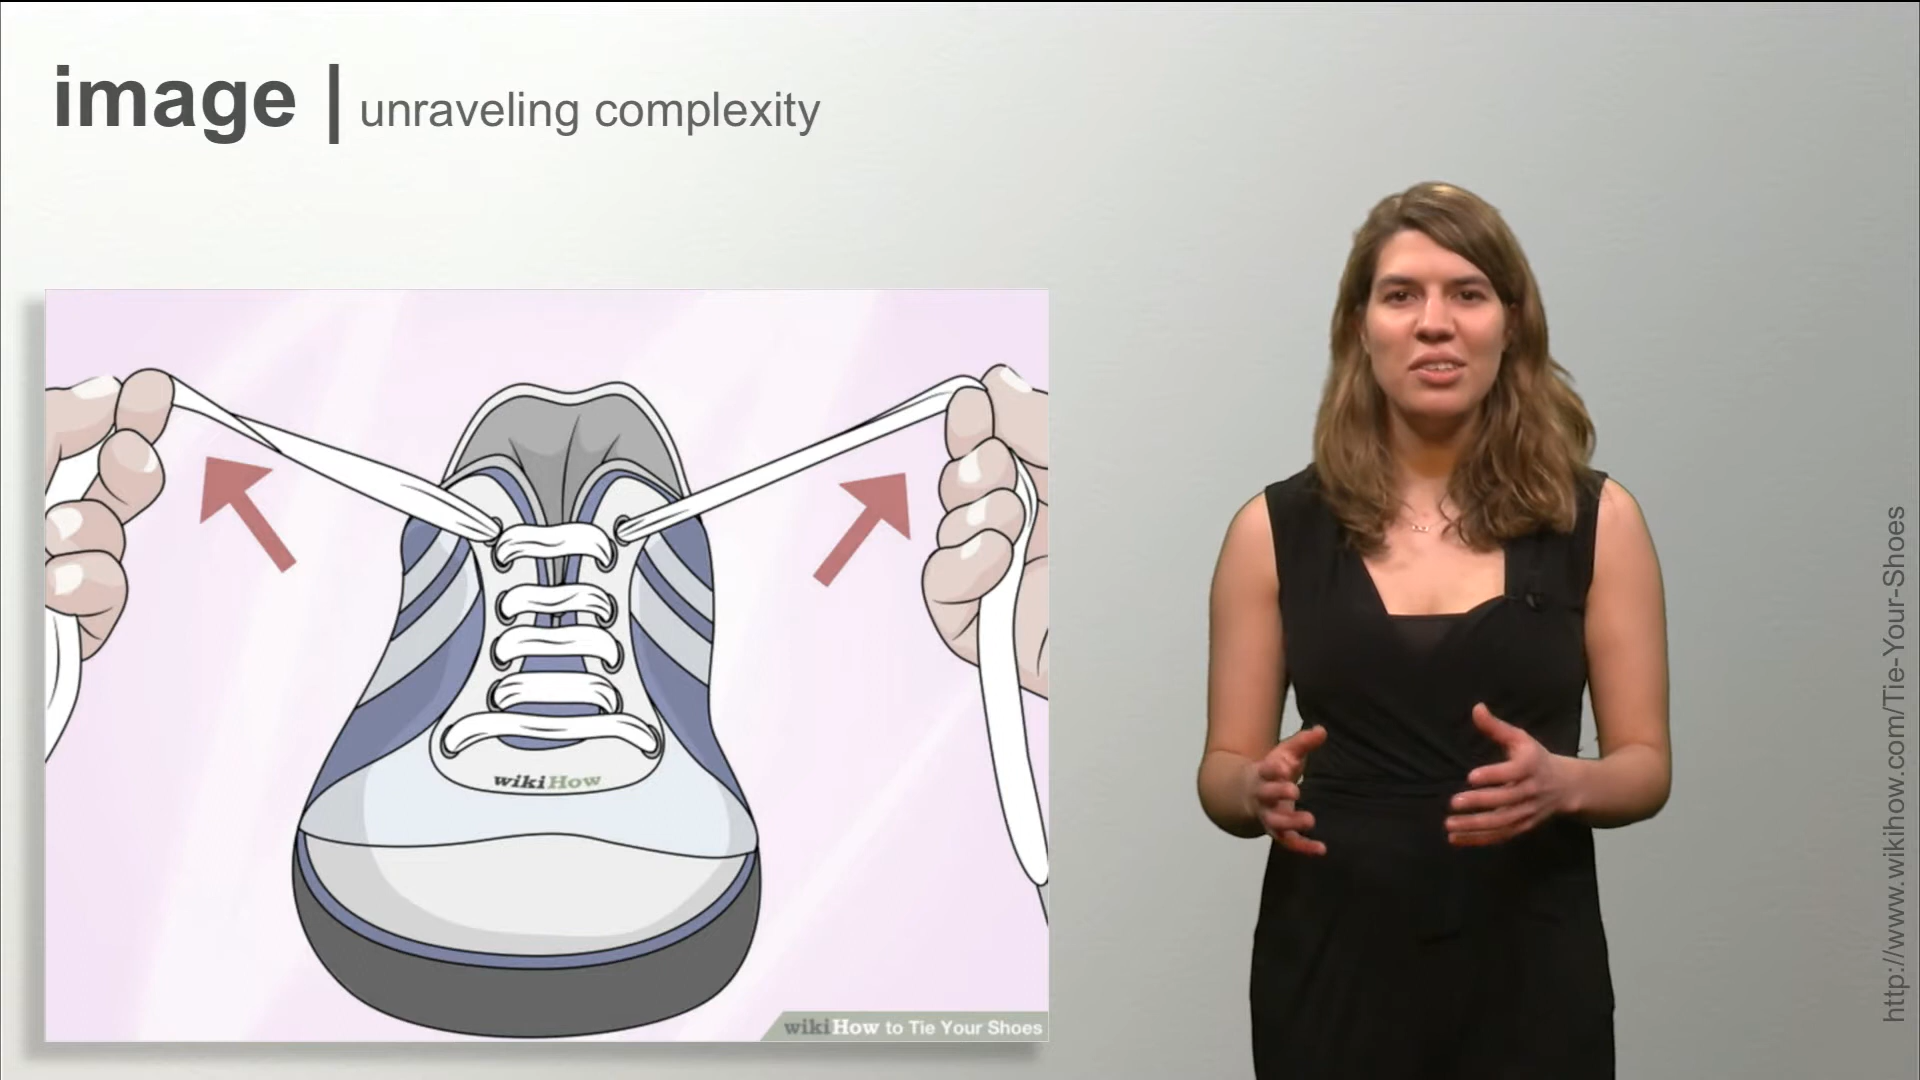 image | unraveling complexity
wikiHow
wikiHow to Tie Your Shoes
http://www.wikihow.com/Tie-Your-Shoes